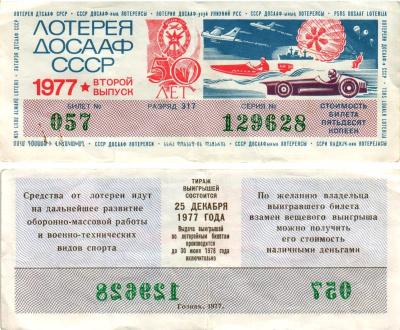 ЛОТЕРЕЯ
ДОСААФ
СССР
1977 ★ ВТОРОЙ
ВЫПУСК
50 ЛЕТ
БИЛЕТ №
057
РАЗРЯД 317
СЕРИЯ №
129628
СТОИМОСТЬ
БИЛЕТА
ПЯТЬДЕСЯТ
КОПЕЕК
Средства от лотереи идут
на дальнейшее развитие
оборонно-массовой работы
и военно-технических
видов спорта
ТИРАЖ
ВЫИГРЫШЕЙ
СОСТОИТСЯ
25 ДЕКАБРЯ
1977 ГОДА
Выдача выигрышей
по лотерейным билетам
производится
до 30 июня 1978 года
включительно
По желанию владельца
выигравшего билета
взамен вещевого выигрыша
можно получить
его стоимость
наличными деньгами
129628
Гознак. 1977.
057